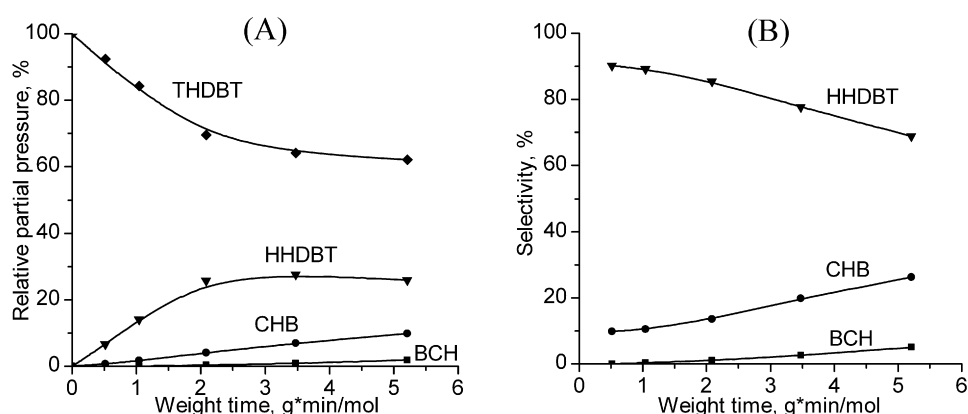 (A)
Relative partial pressure, %
100
80
60
40
20
0
THDBT
HHDBT
CHB
BCH
0 1 2 3 4 5 6
Weight time, g*min/mol
(B)
Selectivity, %
100
80
60
40
20
0
HHDBT
CHB
BCH
0 1 2 3 4 5 6
Weight time, g*min/mol